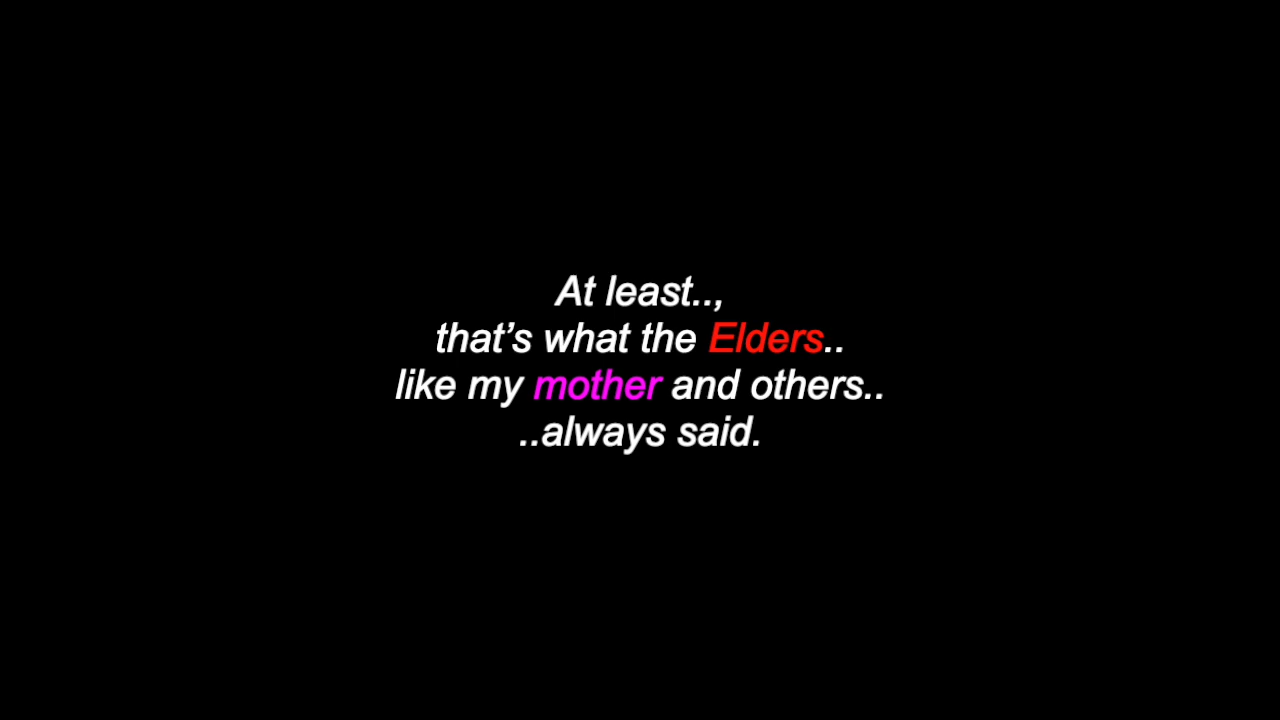 At least..,
that’s what the Elders..
like my mother and others..
..always said.